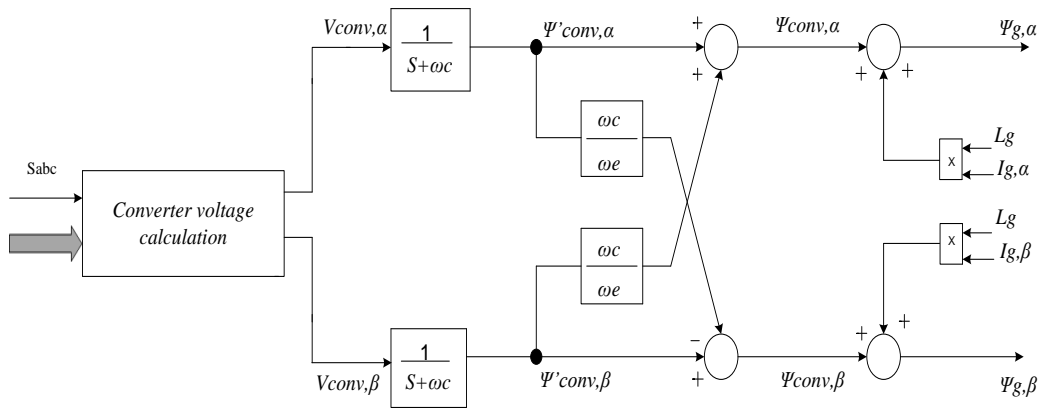 Vconv,α
1
S+ωc
Ψ'conv,α
+
+
Ψconv,α
+
+
Ψg,α
ωc
ωe
Lg
x
Ig,α
Sabc
Converter voltage
calculation
ωc
ωe
Lg
x
Ig,β
Vconv,β
1
S+ωc
Ψ'conv,β
−
+
Ψconv,β
+
+
Ψg,β